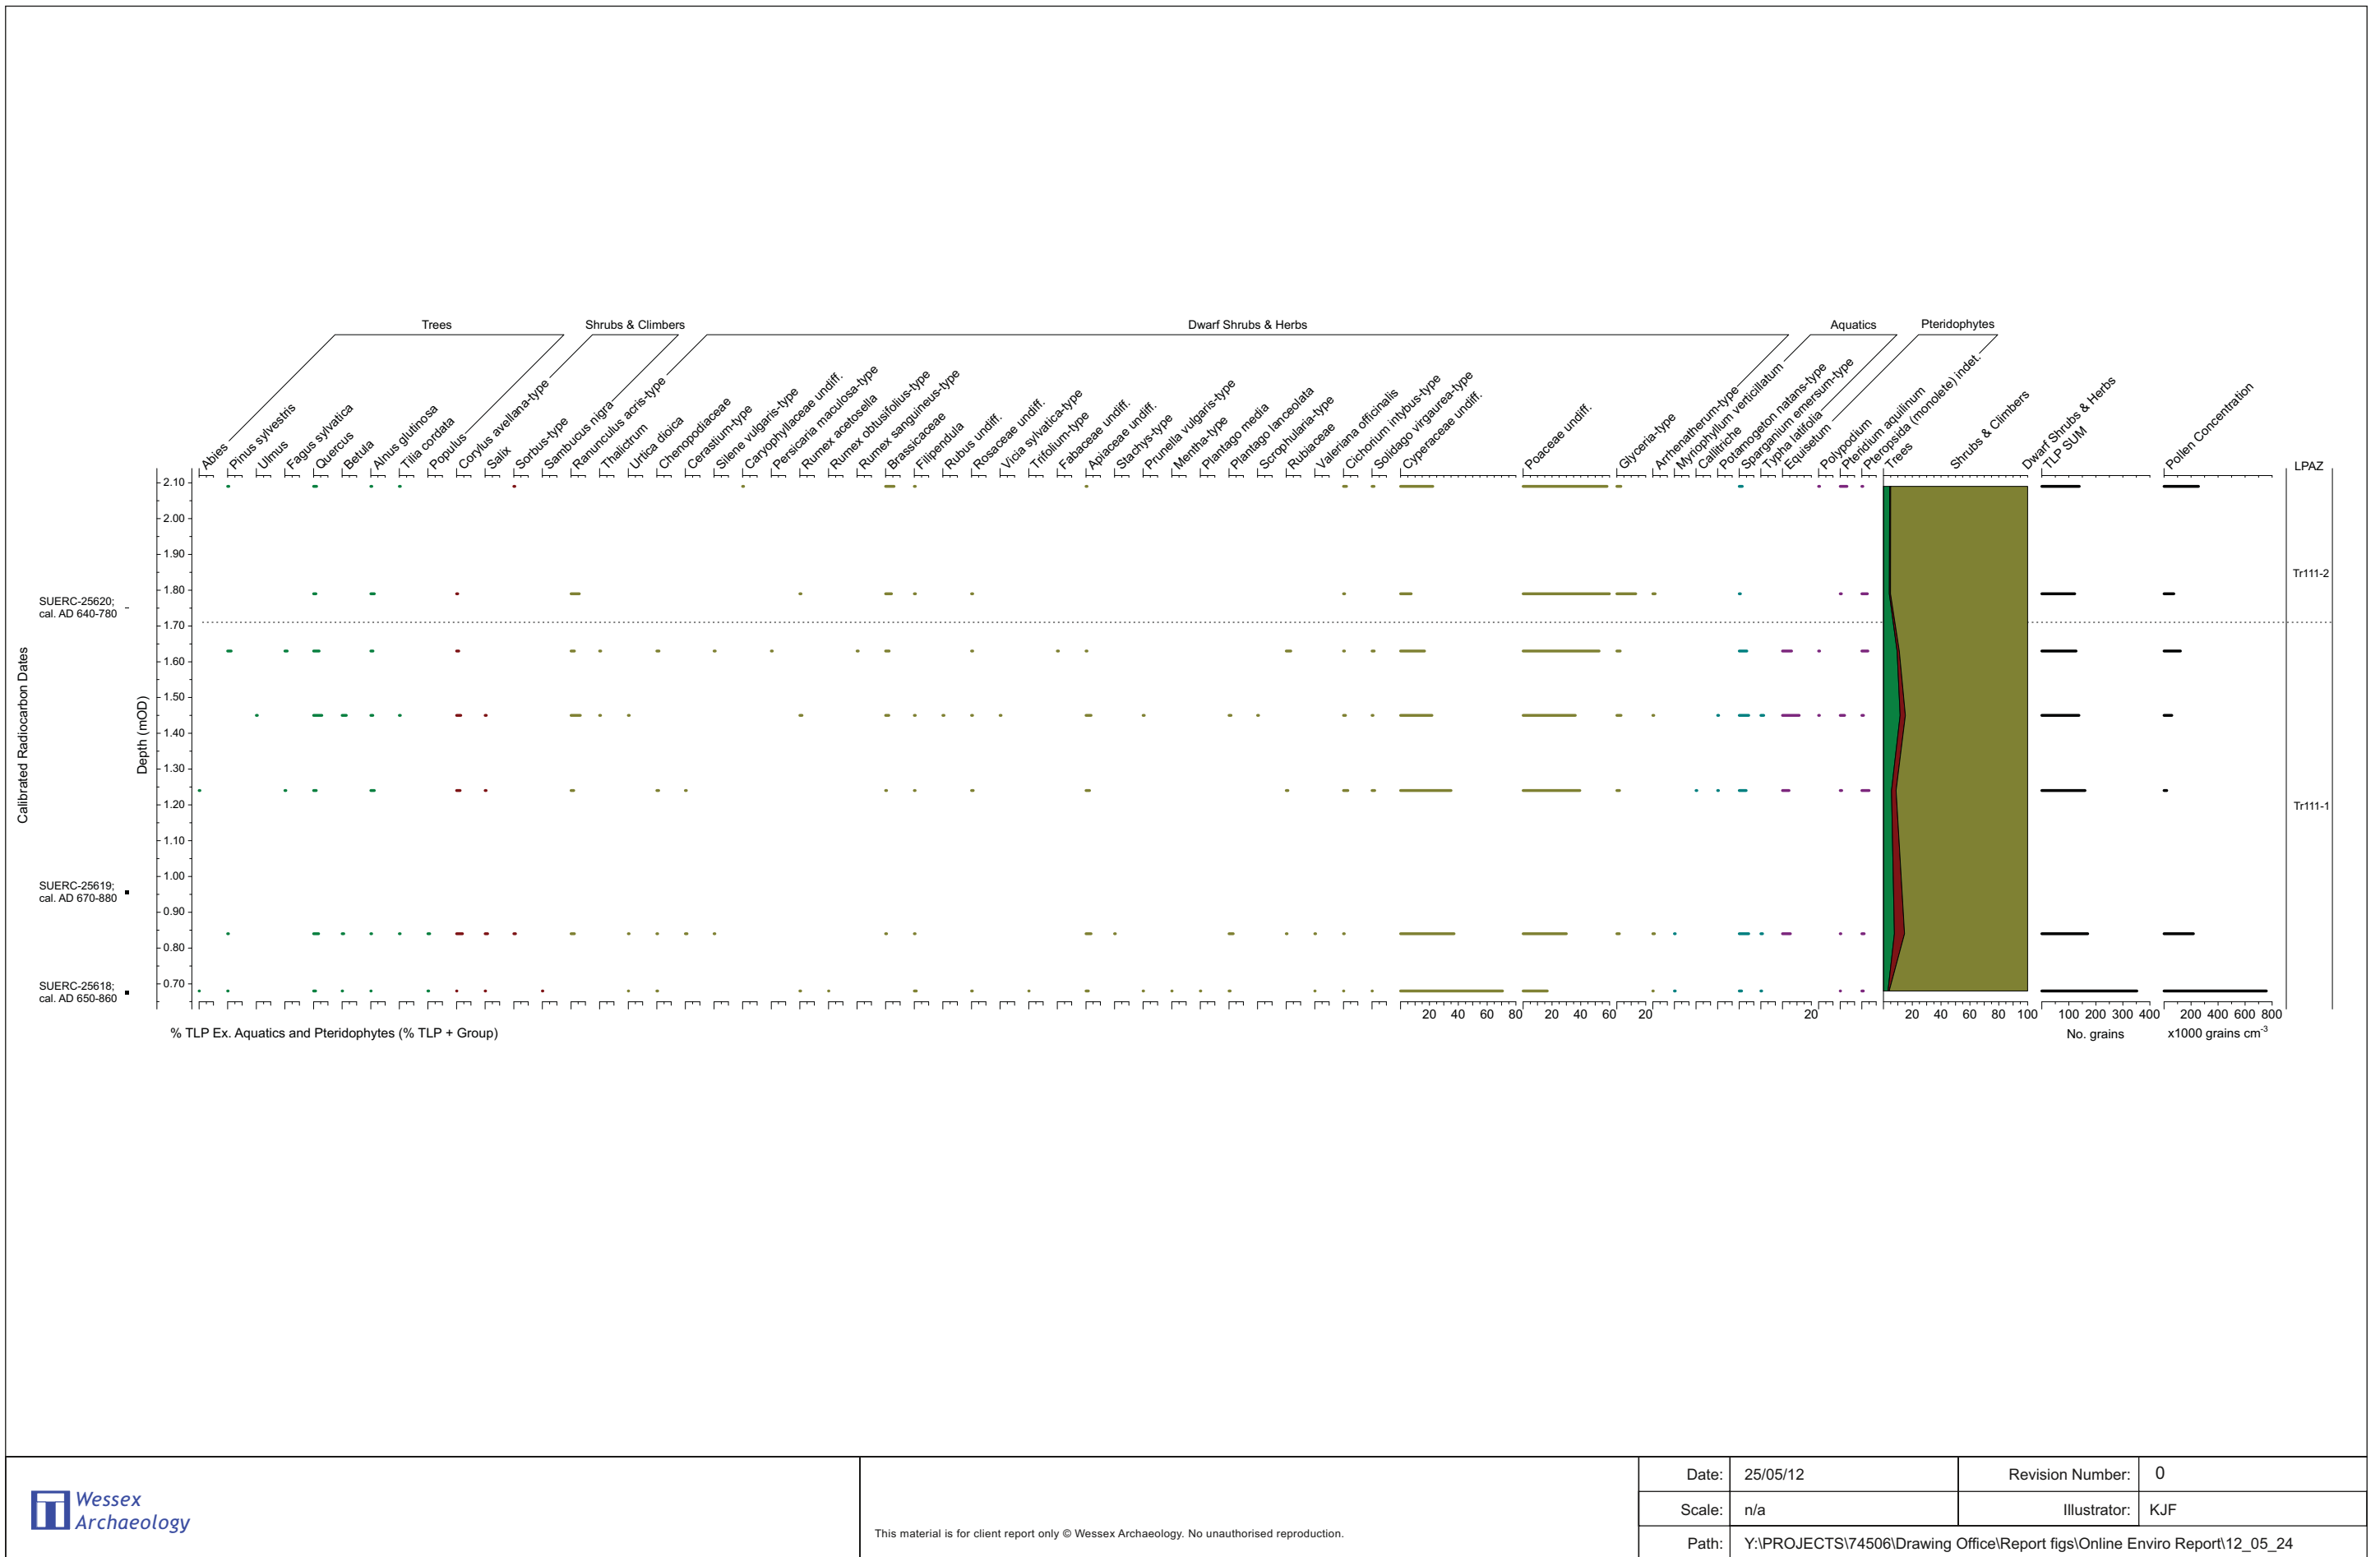 Trees
Shrubs & Climbers
Dwarf Shrubs & Herbs
Aquatics
Pteridophytes
Abies
Pinus sylvestris
Ulmus
Fagus sylvatica
Quercus
Betula
Alnus glutinosa
Tilia cordata
Populus
Corylus avellana-type
Salix
Sorbus-type
Sambucus nigra
Ranunculus acris-type
Thalictrum
Urtica dioica
Chenopodiaceae
Cerastium-type
Silene vulgaris-type
Caryophyllaceae undiff.
Persicaria maculosa-type
Rumex acetosella
Rumex obtusifolius-type
Rumex sanguineus-type
Brassicaceae
Filipendula
Rubus undiff.
Rosaceae undiff.
Vicia sylvatica-type
Trifolium-type
Fabaceae undiff.
Apiaceae undiff.
Stachys-type
Prunella vulgaris-type
Mentha-type
Plantago media
Plantago lanceolata
Scrophularia-type
Rubiaceae
Valeriana officinalis
Cichorium intybus-type
Solidago virgaurea-type
Cyperaceae undiff.
Poaceae undiff.
Glyceria-type
Arrhenatherum-type
Myriophyllum verticillatum
Callitriche
Potamogeton natans-type
Sparganium emersum-type
Typha latifolia
Equisetum
Polypodium
Pteridium aquilinum
Pteropsida (monolete) indet.
Trees
Shrubs & Climbers
Dwarf Shrubs & Herbs
TLP SUM
Pollen Concentration
LPAZ
2.10
2.00
1.90
1.80
1.70
1.60
1.50
1.40
1.30
1.20
1.10
1.00
0.90
0.80
0.70
Calibrated Radiocarbon Dates
Depth (mOD)
SUERC-25620;
cal. AD 640-780
SUERC-25619;
cal. AD 670-880
SUERC-25618;
cal. AD 650-860
Tr111-2
Tr111-1
20 40 60 80 20 40 60 20 20 20 40 60 80 100 100 200 300 400 200 400 600 800
No. grains
x1000 grains cm-3
% TLP Ex. Aquatics and Pteridophytes (% TLP + Group)
Wessex
Archaeology
This material is for client report only © Wessex Archaeology. No unauthorised reproduction.
Date: 25/05/12 Revision Number: 0
Scale: n/a Illustrator: KJF
Path: Y:\PROJECTS\74506\Drawing Office\Report figs\Online Enviro Report\12_05_24